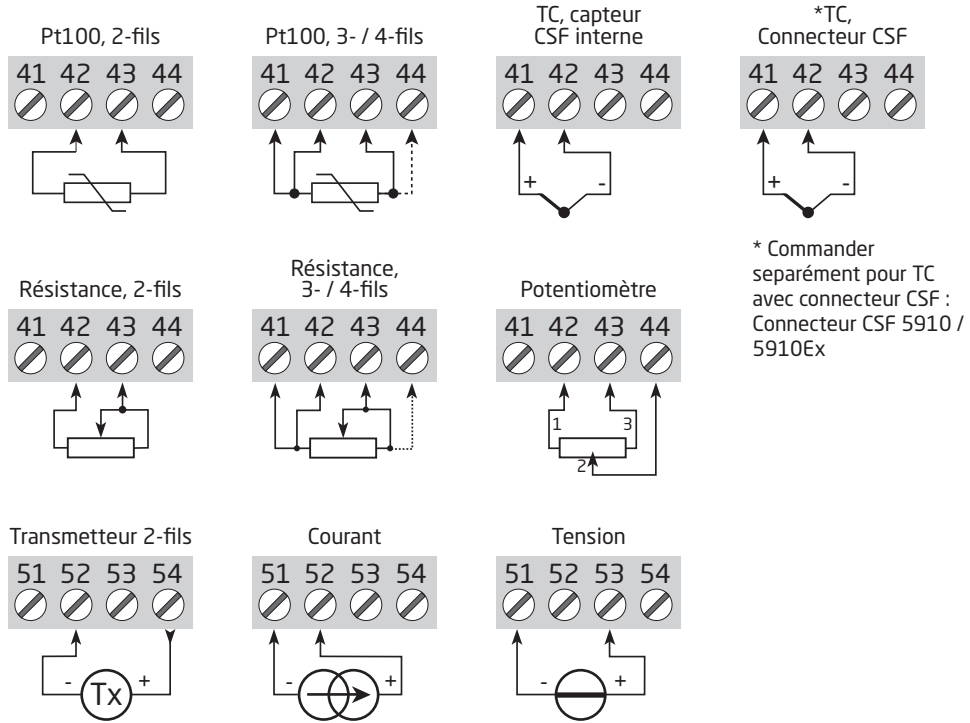 Pt100, 2-fils
41 42 43 44
Pt100, 3- / 4-fils
41 42 43 44
TC, capteur
CSF interne
41 42 43 44
+ -
*TC,
Connecteur CSF
41 42 43 44
+ -
* Commander
separément pour TC
avec connecteur CSF :
Connecteur CSF 5910 /
5910Ex
Résistance, 2-fils
41 42 43 44
Résistance,
3- / 4-fils
41 42 43 44
Potentiomètre
41 42 43 44
1 3
2
Transmetteur 2-fils
51 52 53 54
- Tx +
Courant
51 52 53 54
- +
Tension
51 52 53 54
- +